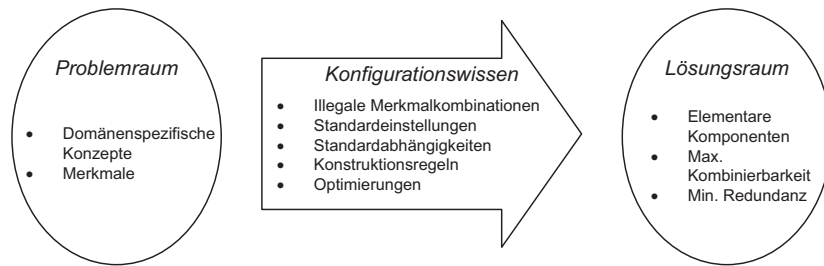 Problemraum
• Domänenspezifische
Konzepte
• Merkmale
Konfigurationswissen
• Illegale Merkmalkombinationen
• Standardeinstellungen
• Standardabhängigkeiten
• Konstruktionsregeln
• Optimierungen
Lösungsraum
• Elementare
Komponenten
• Max.
Kombinierbarkeit
• Min. Redundanz